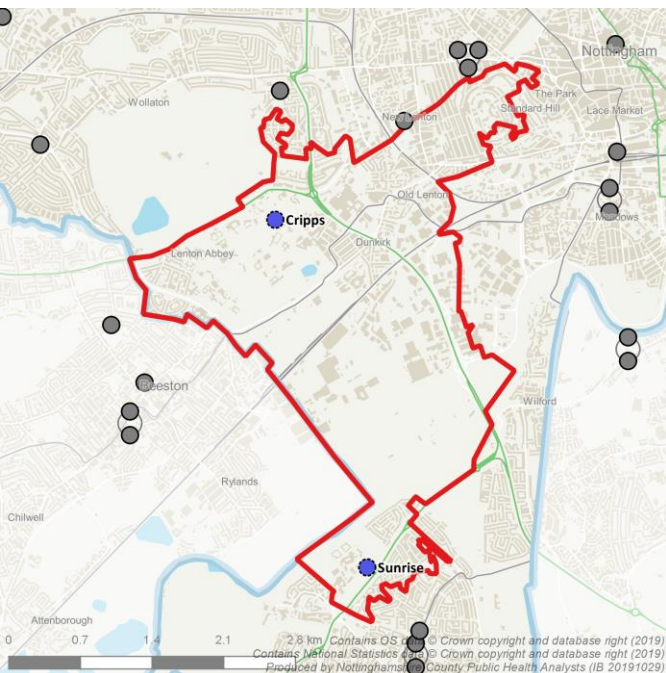 Nottingham
Wollaton
The Park
Standard Hill
Lace Market
New Lenton
Old Lenton
Meadows
Cripps
Dunkirk
Lenton Abbey
Beeston
Wilford
Rylands
Chilwell
Sunrise
Attenborough
0 0.7 1.4 2.1 2.8 km
Contains OS data © Crown copyright and database right (2019)
Contains National Statistics data © Crown copyright and database right (2019)
Produced by Nottinghamshire County Public Health Analysts (IB 20191029)